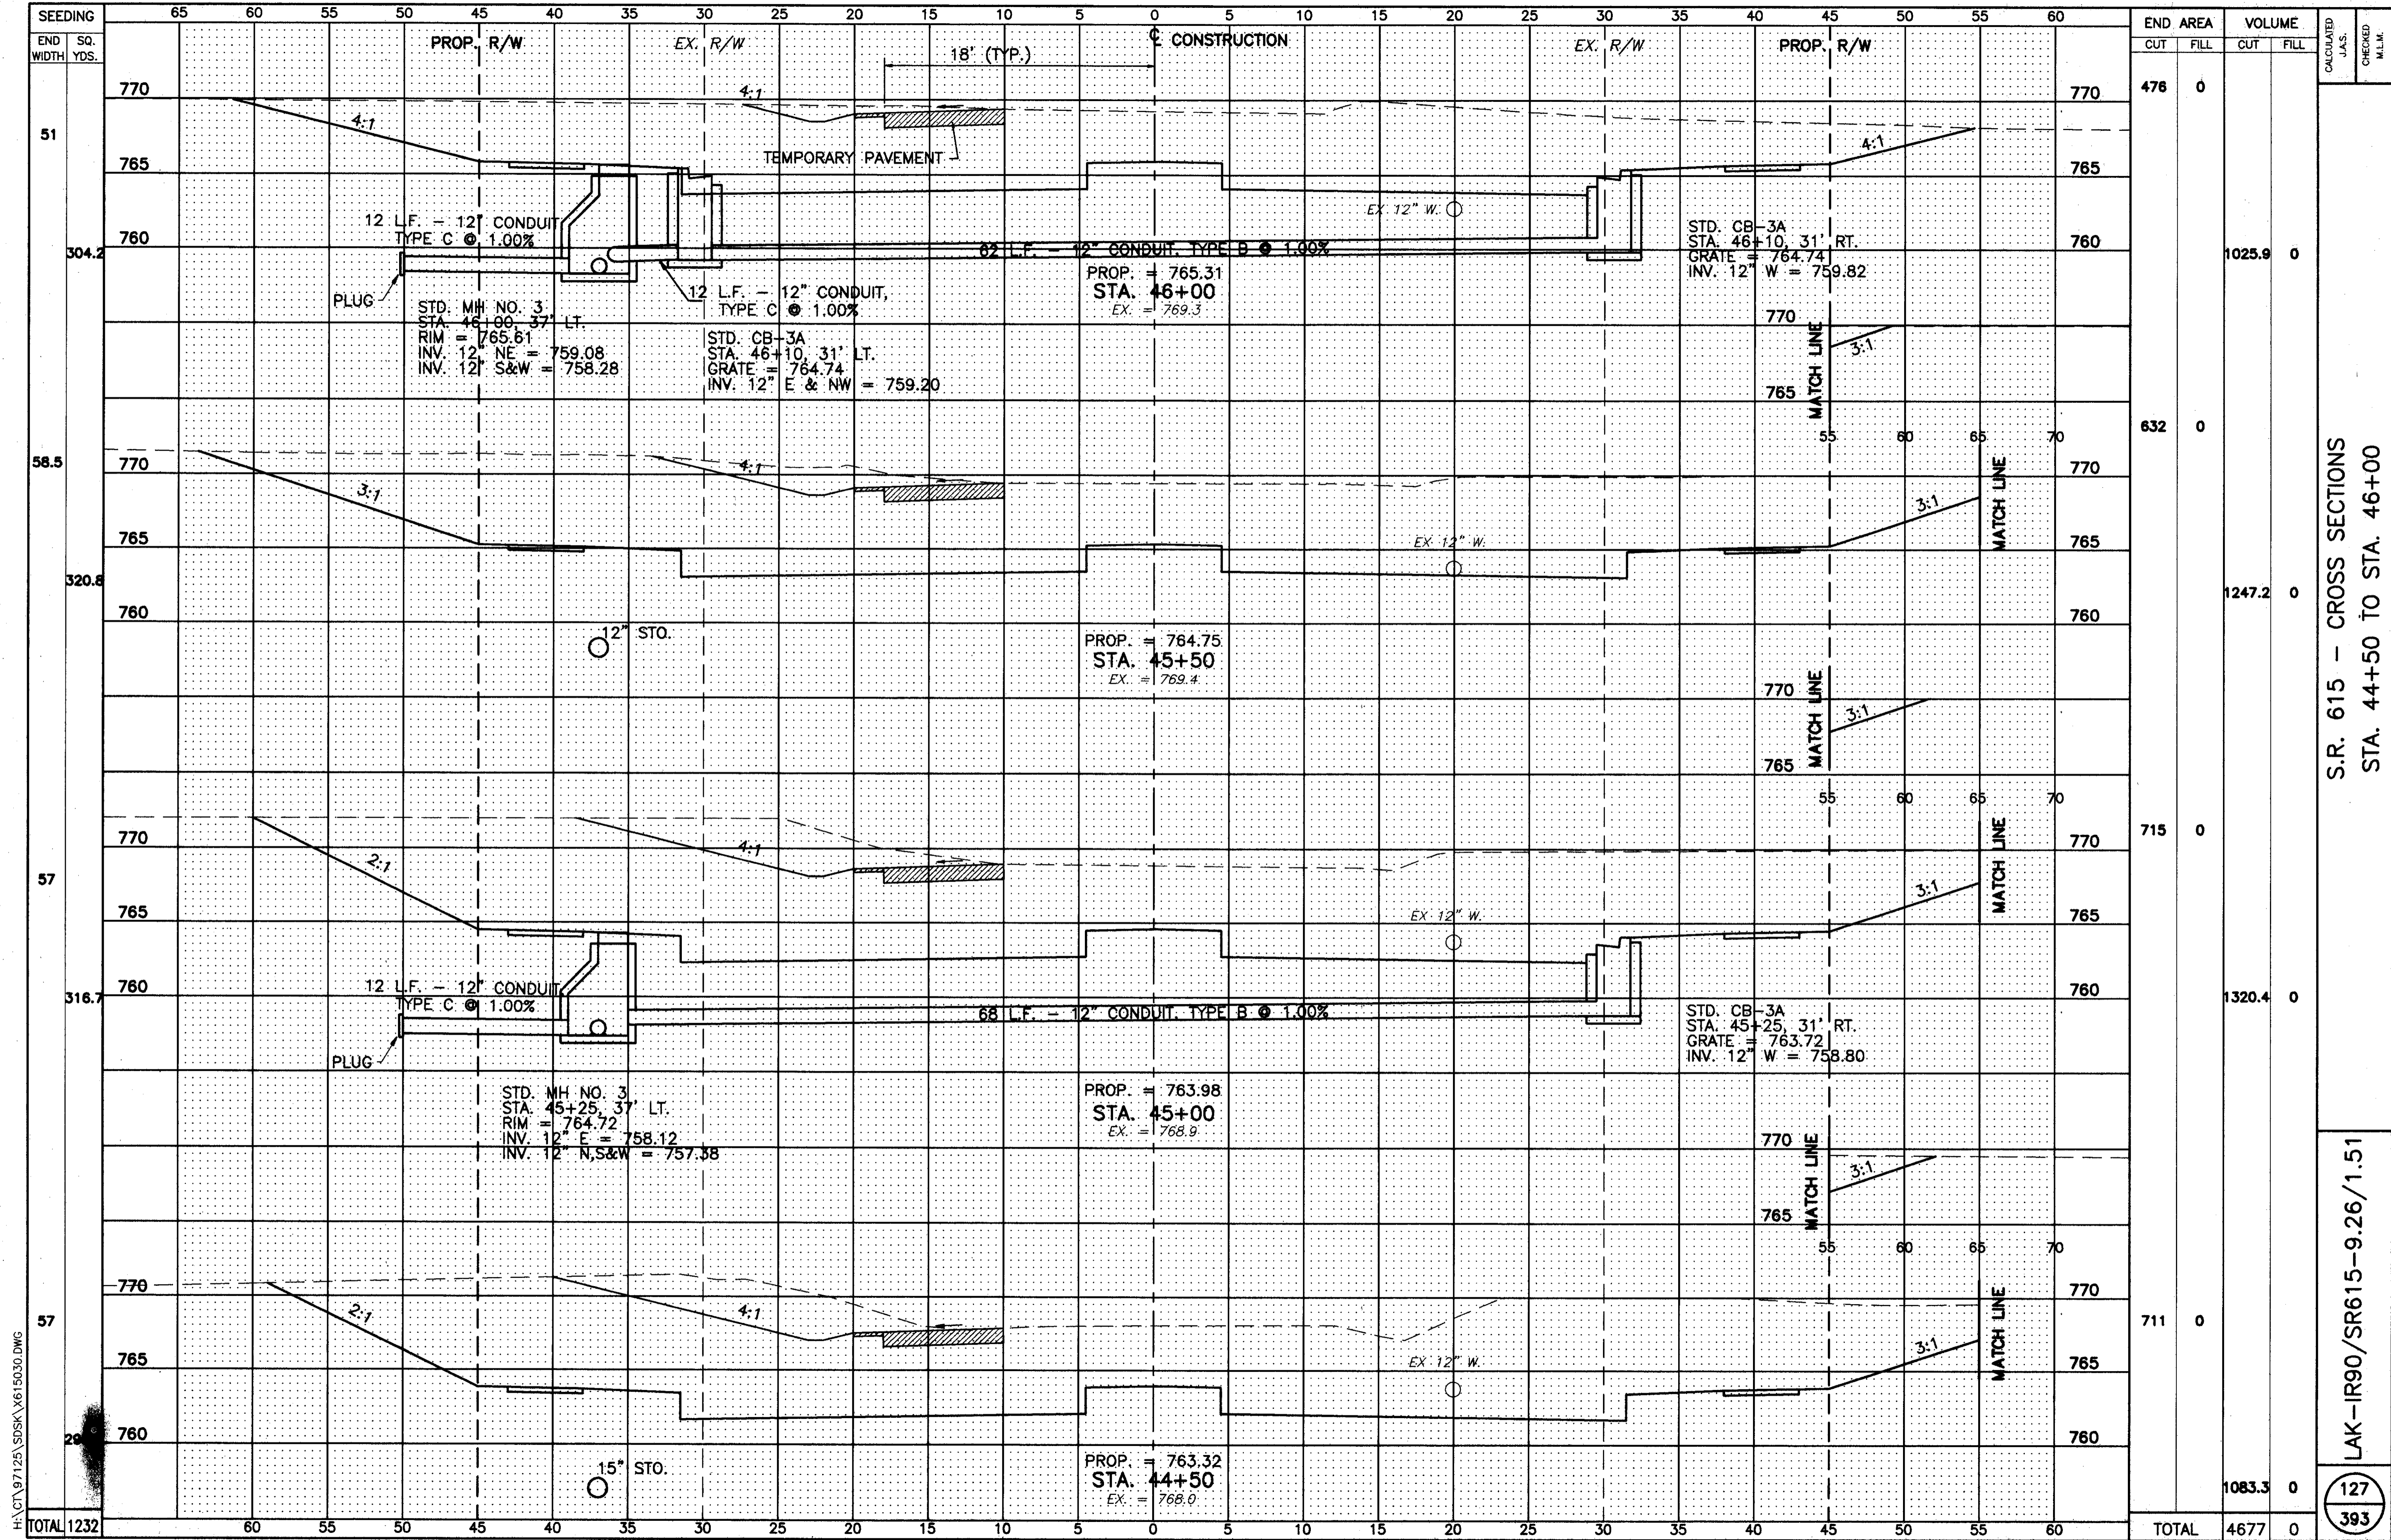 SEEDING
END WIDTH
SQ. YDS.
65 60 55 50 45 40 35 30 25 20 15 10 5 0 5 10 15 20 25 30 35 40 45 50 55 60
END AREA
VOLUME
CUT FILL CUT FILL
CALCULATED J.A.S.
CHECKED M.L.M.
PROP. R/W
EX. R/W
℄ CONSTRUCTION
EX. R/W
PROP. R/W
18' (TYP.)
770
4:1
4:1
770
476 0
51
TEMPORARY PAVEMENT
4:1
765
765
12 L.F. - 12" CONDUIT
TYPE C @ 1.00%
EX 12" W.
STD. CB-3A
STA. 46+10, 31' RT.
GRATE = 764.74
INV. 12" W = 759.82
760
760
304.2
62 L.F. - 12" CONDUIT, TYPE B @ 1.00%
1025.9 0
PROP. = 765.31
STA. 46+00
EX. = 769.3
PLUG
12 L.F. - 12" CONDUIT,
TYPE C @ 1.00%
STD. MH NO. 3
STA. 46+00, 37' LT.
RIM = 765.61
INV. 12" NE = 759.08
INV. 12" S&W = 758.28
STD. CB-3A
STA. 46+10, 31' LT.
GRATE = 764.74
INV. 12" E & NW = 759.20
770
MATCH LINE
3:1
765
55 60 65 70
632 0
58.5
770
3:1
4:1
3:1
MATCH LINE
770
765
EX 12" W.
765
320.8
1247.2 0
760
760
12" STO.
PROP. = 764.75
STA. 45+50
EX. = 769.4
770
MATCH LINE
3:1
765
55 60 65 70
770
2:1
4:1
3:1
MATCH LINE
770
715 0
57
765
EX 12" W.
765
12 L.F. - 12" CONDUIT
TYPE C @ 1.00%
760
760
316.7
68 L.F. - 12" CONDUIT, TYPE B @ 1.00%
1320.4 0
STD. CB-3A
STA. 45+25, 31' RT.
GRATE = 763.72
INV. 12" W = 758.80
PLUG
STD. MH NO. 3
STA. 45+25, 37' LT.
RIM = 764.72
INV. 12" E = 758.12
INV. 12" N,S&W = 757.38
PROP. = 763.98
STA. 45+00
EX. = 768.9
770
MATCH LINE
3:1
765
55 60 65 70
770
2:1
4:1
3:1
MATCH LINE
770
711 0
57
765
EX 12" W.
765
760
760
15" STO.
PROP. = 763.32
STA. 44+50
EX. = 768.0
1083.3 0
TOTAL 1232
60 55 50 45 40 35 30 25 20 15 10 5 0 5 10 15 20 25 30 35 40 45 50 55 60
TOTAL 4677 0
H:\CT\97125\SDSK\X615030.DWG
S.R. 615 - CROSS SECTIONS
STA. 44+50 TO STA. 46+00
LAK-IR90/SR615-9.26/1.51
127
393